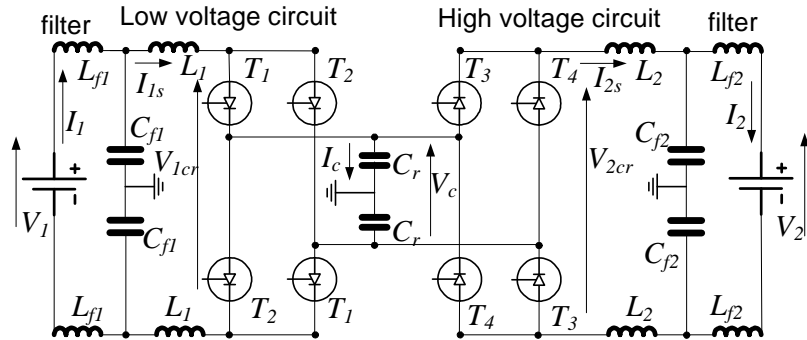 Low voltage circuit
High voltage circuit
filter
filter
Lf1
L1
T1
T2
T3
T4
L2
Lf2
I1s
I2s
I1
I2
Cf1
V1cr
Ic
Cr
Vc
V2cr
Cf2
+
-
V1
Cf1
Cr
Cf2
+
-
V2
T2
T1
T4
T3
Lf1
L1
L2
Lf2